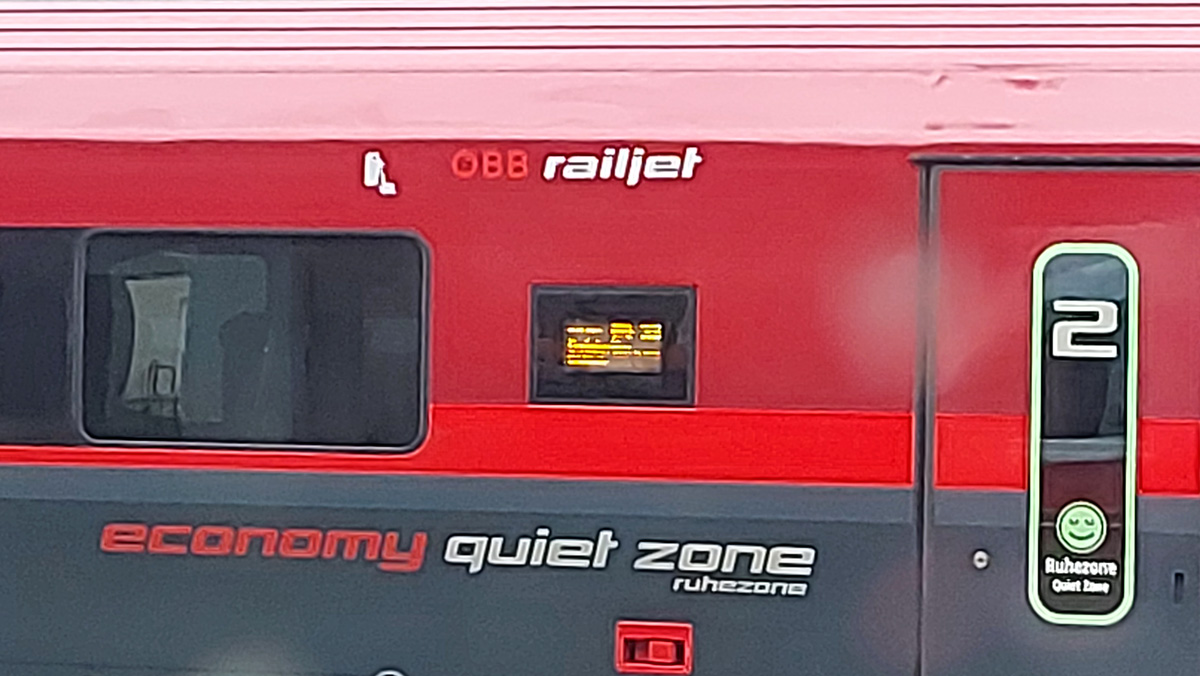 ÖBB railjet
2
economy quiet zone
ruhezone
Ruhezone
Quiet Zone